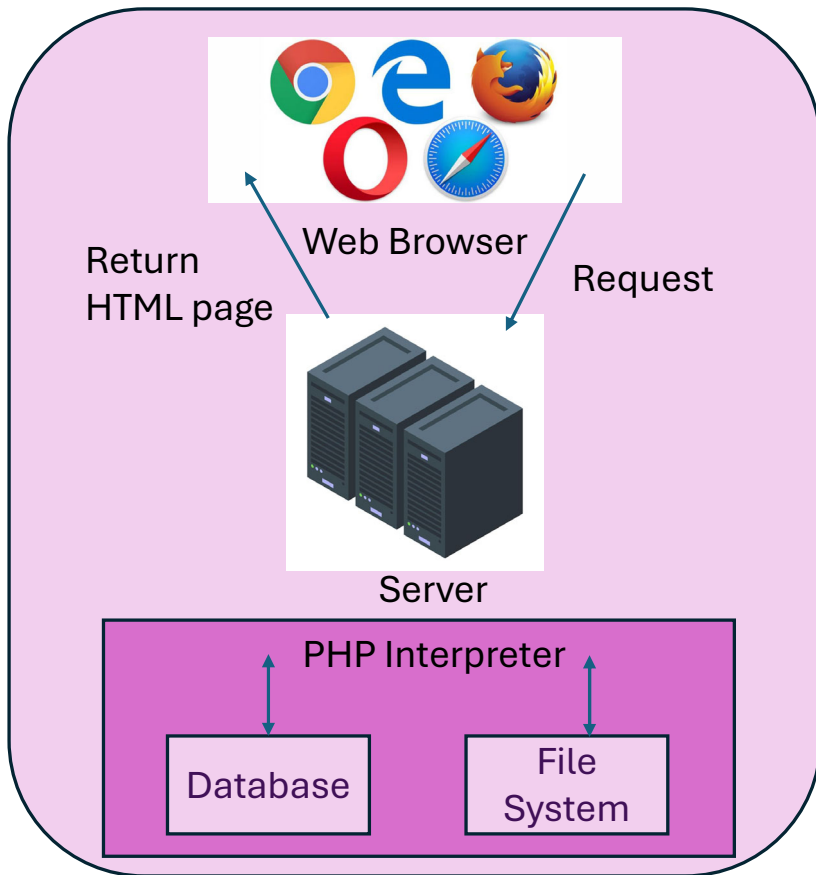 Web Browser
Return
HTML page
Request
Server
PHP Interpreter
Database
File
System